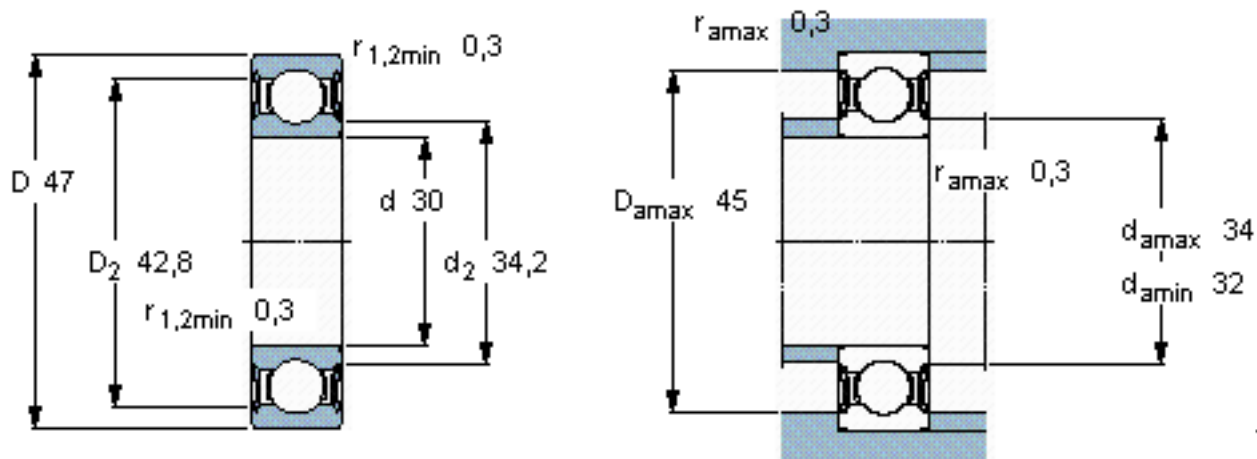 r1,2min 0,3
D 47
D2 42,8
d 30
d2 34,2
r1,2min 0,3
ramax 0,3
Damax 45
ramax 0,3
damax 34
damin 32